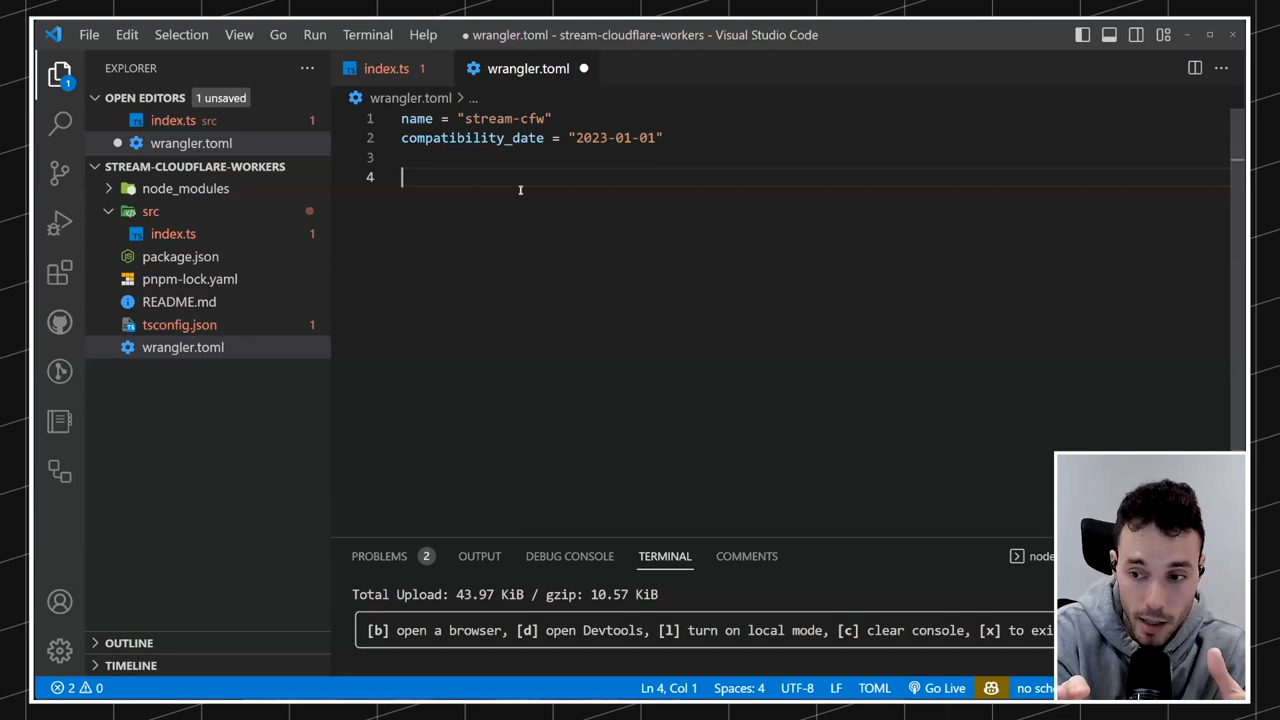 File Edit Selection View Go Run Terminal Help
● wrangler.toml - stream-cloudflare-workers - Visual Studio Code
EXPLORER
index.ts 1
wrangler.toml
OPEN EDITORS 1 unsaved
index.ts src 1
wrangler.toml
STREAM-CLOUDFLARE-WORKERS
node_modules
src
index.ts 1
package.json
pnpm-lock.yaml
README.md
tsconfig.json 1
wrangler.toml
OUTLINE
TIMELINE
1
wrangler.toml > ...
1 name = "stream-cfw"
2 compatibility_date = "2023-01-01"
3
4
PROBLEMS 2 OUTPUT DEBUG CONSOLE TERMINAL COMMENTS
node
Total Upload: 43.97 KiB / gzip: 10.57 KiB
[b] open a browser, [d] open Devtools, [l] turn on local mode, [c] clear console, [x] to exi
2 0
Ln 4, Col 1 Spaces: 4 UTF-8 LF TOML Go Live no sch